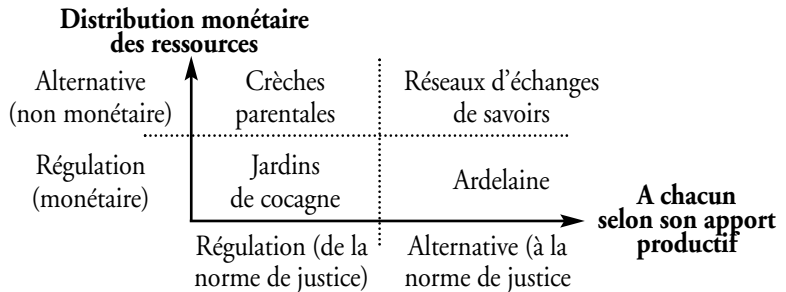 Distribution monétaire
des ressources
Alternative
(non monétaire)
Crèches
parentales
Réseaux d'échanges
de savoirs
Régulation
(monétaire)
Jardins
de cocagne
Ardelaine
A chacun
selon son apport
productif
Régulation (de la
norme de justice)
Alternative (à la
norme de justice